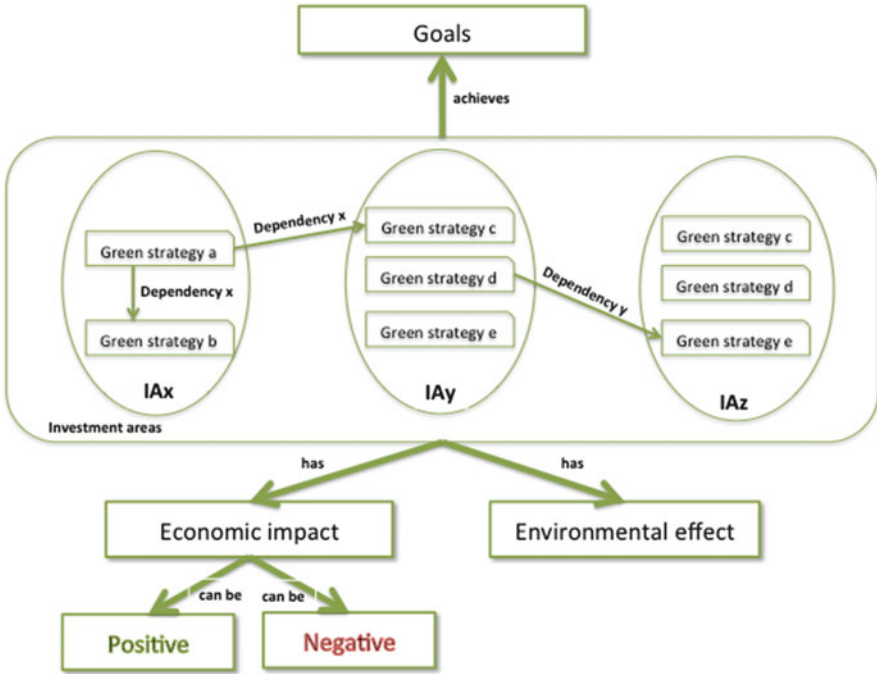 Goals
achieves
Dependency x
Green strategy a
Dependency x
Green strategy b
IAx
Green strategy c
Green strategy d
Green strategy e
IAy
Dependency y
Green strategy c
Green strategy d
Green strategy e
IAz
Investment areas
has
has
Economic impact
Environmental effect
can be
can be
Positive
Negative